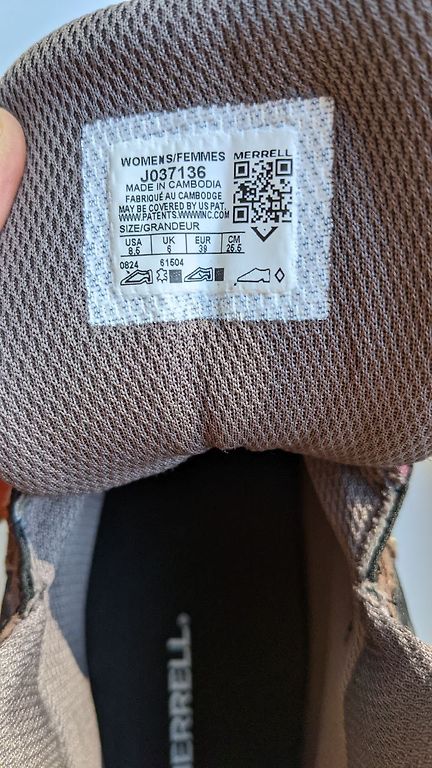 WOMENS/FEMMES MERRELL
J037136
MADE IN CAMBODIA
FABRIQUÉ AU CAMBODGE
MAY BE COVERED BY US PAT.
WWW.PATENTS.WWWINC.COM
SIZE/GRANDEUR
USA UK EUR CM
8.5 6 39 25.5
0824 61504
MERRELL